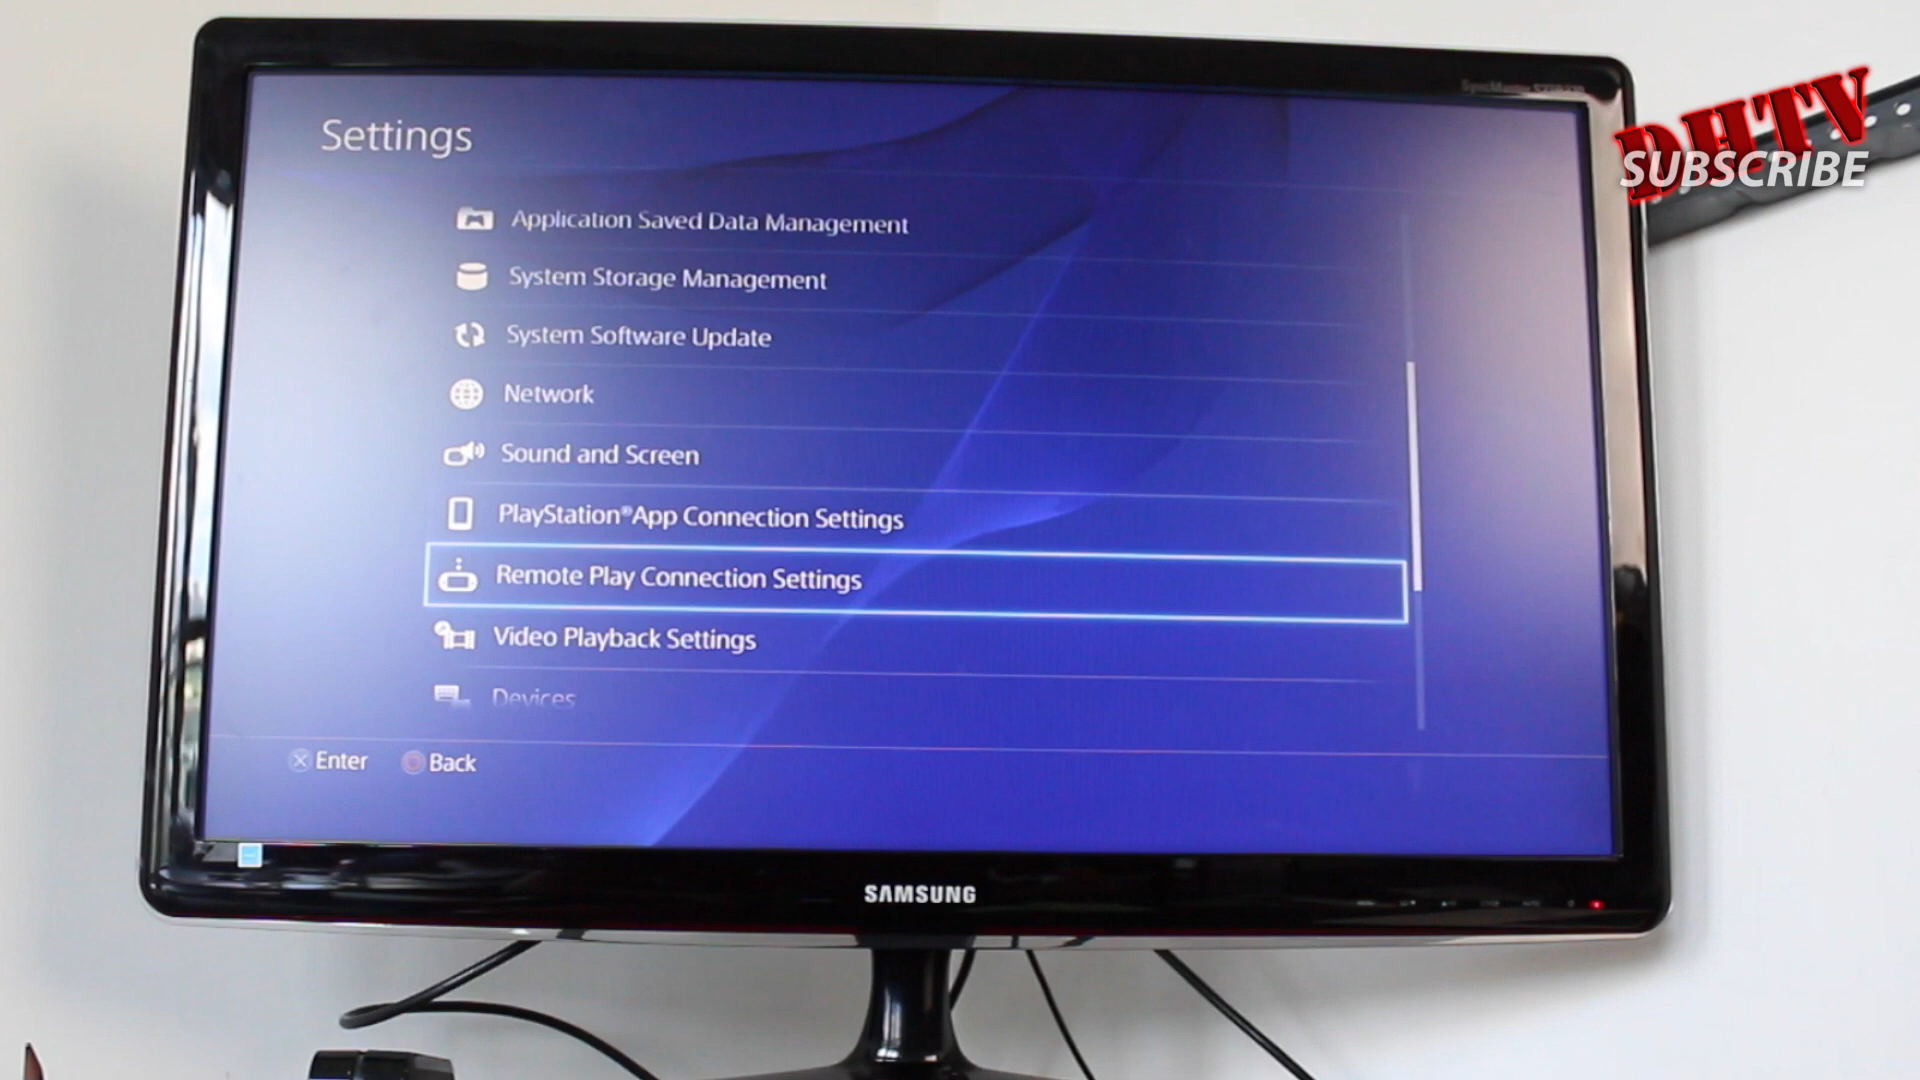 DHTV
SUBSCRIBE
Settings
Application Saved Data Management
System Storage Management
System Software Update
Network
Sound and Screen
PlayStation®App Connection Settings
Remote Play Connection Settings
Video Playback Settings
Devices
Enter
Back
SAMSUNG